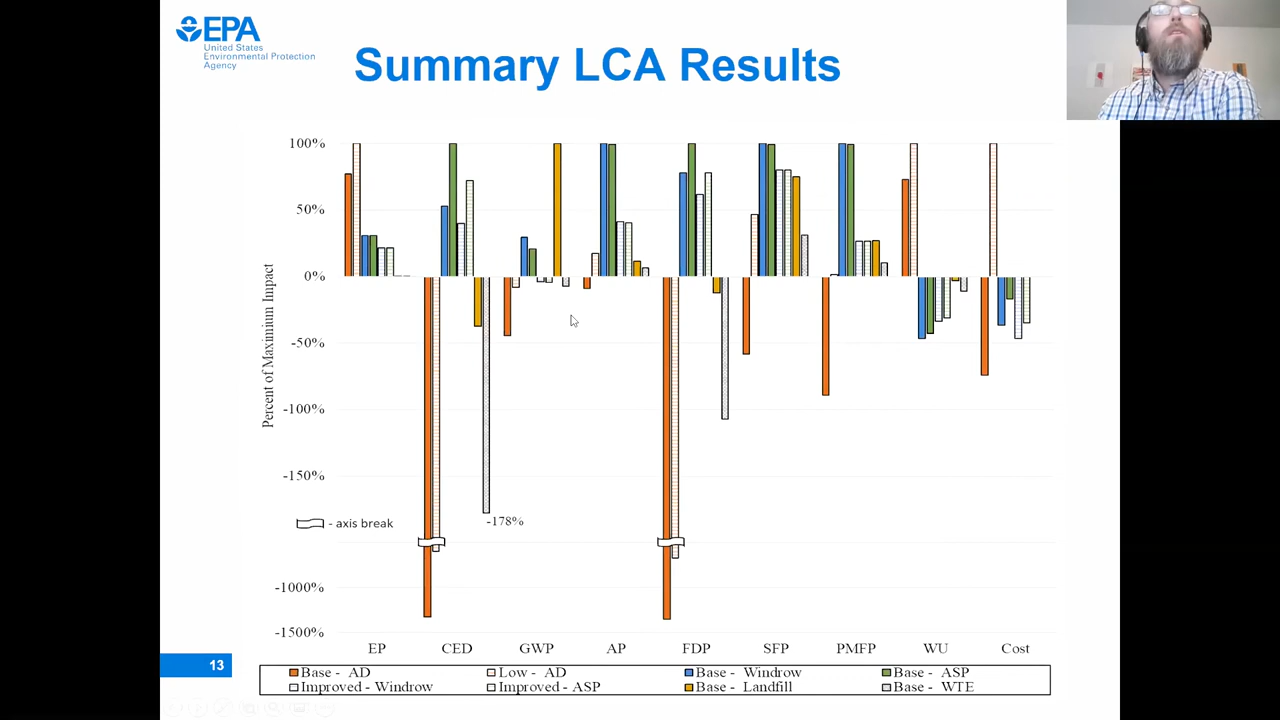 EPA
United States
Environmental Protection
Agency
Summary LCA Results
Percent of Maximium Impact
100%
50%
0%
-50%
-100%
-150%
-1000%
-1500%
- axis break
-178%
EP CED GWP AP FDP SFP PMFP WU Cost
13
Base - AD Low - AD Base - Windrow Base - ASP
Improved - Windrow Improved - ASP Base - Landfill Base - WTE